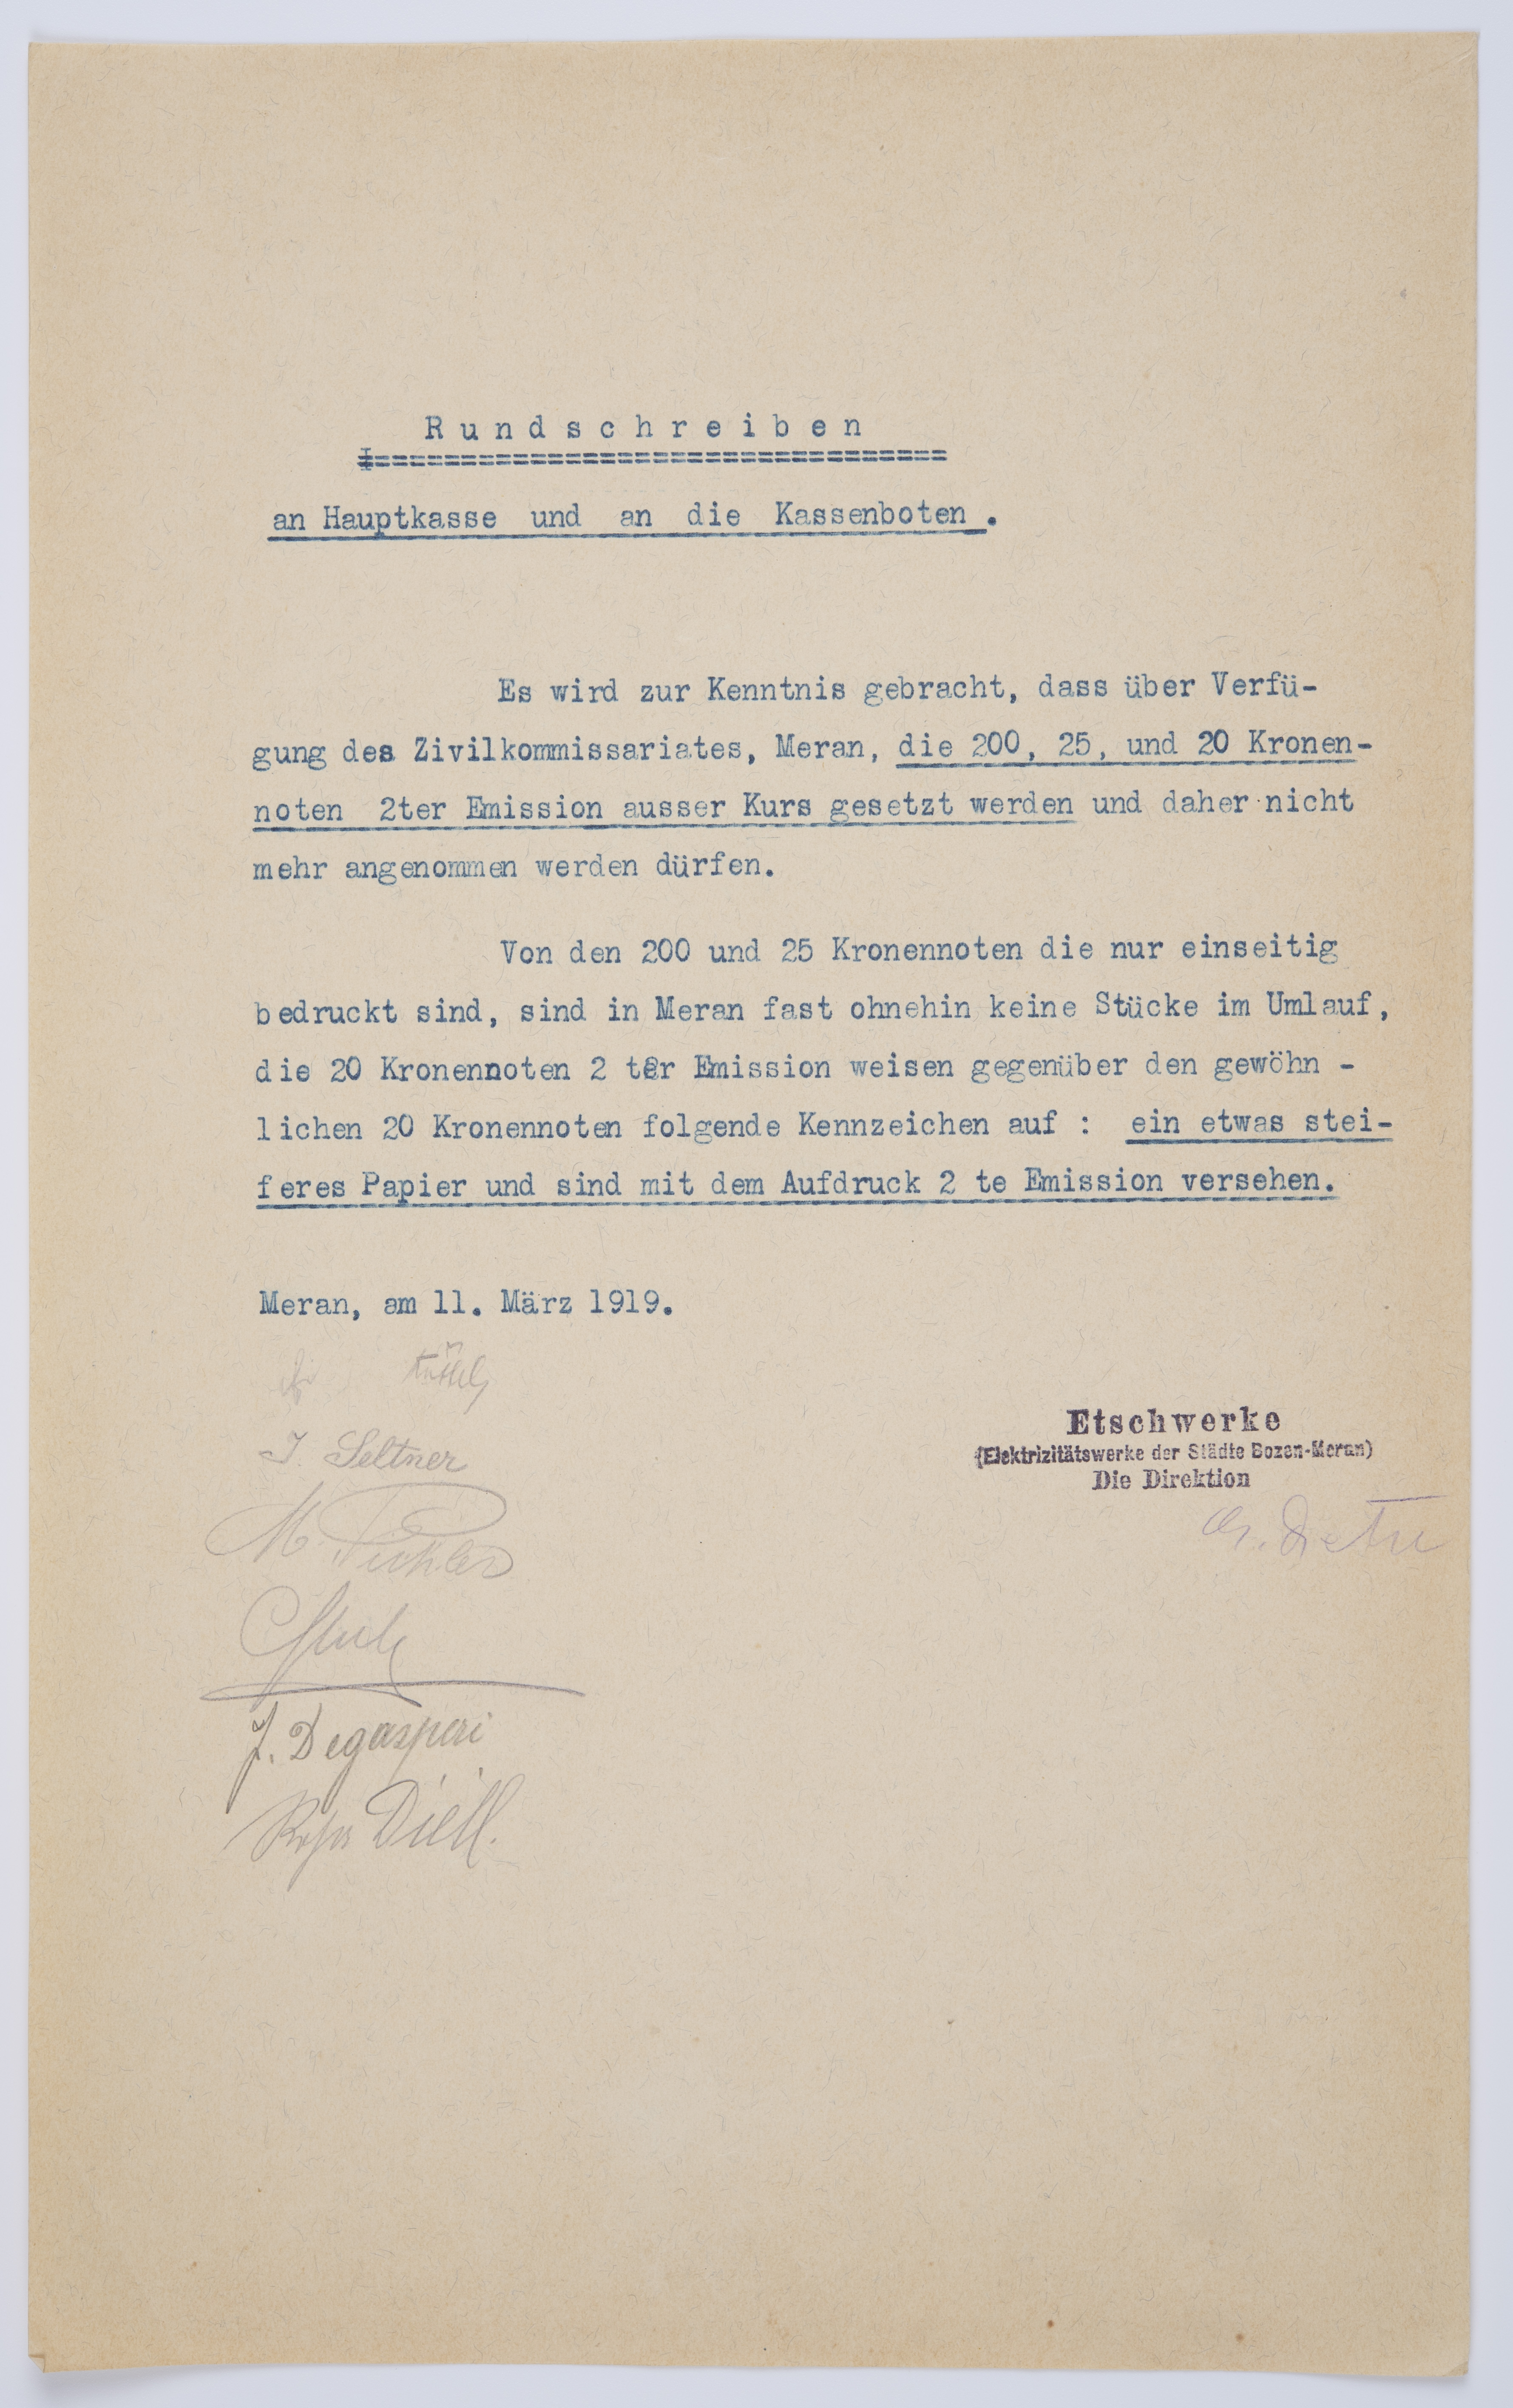 Rundschreiben
an Hauptkasse und an die Kassenboten .
Es wird zur Kenntnis gebracht, dass über Verfü-
gung des Zivilkommissariates, Meran, die 200, 25, und 20 Kronen-
noten 2ter Emission ausser Kurs gesetzt werden und daher nicht
mehr angenommen werden dürfen.
Von den 200 und 25 Kronennoten die nur einseitig
bedruckt sind, sind in Meran fast ohnehin keine Stücke im Umlauf,
die 20 Kronennoten 2 ter Emission weisen gegenüber den gewöhn -
lichen 20 Kronennoten folgende Kennzeichen auf : ein etwas stei-
feres Papier und sind mit dem Aufdruck 2 te Emission versehen.
Meran, am 11. März 1919.
Etschwerke
(Elektrizitätswerke der Städte Bozen-Meran)
Die Direktion
J. Seltner
M. Pichler
J. Degasperi